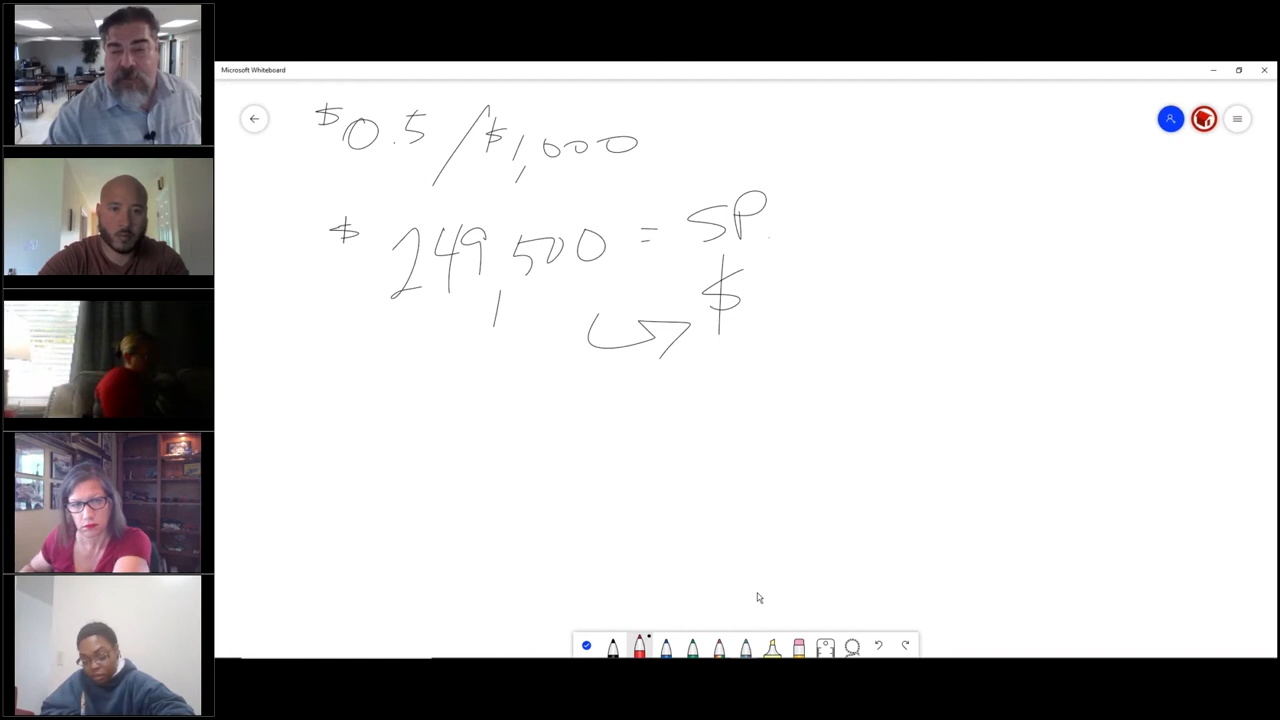 Microsoft Whiteboard
$0.5/$1,000
$249,500 = SP.
$